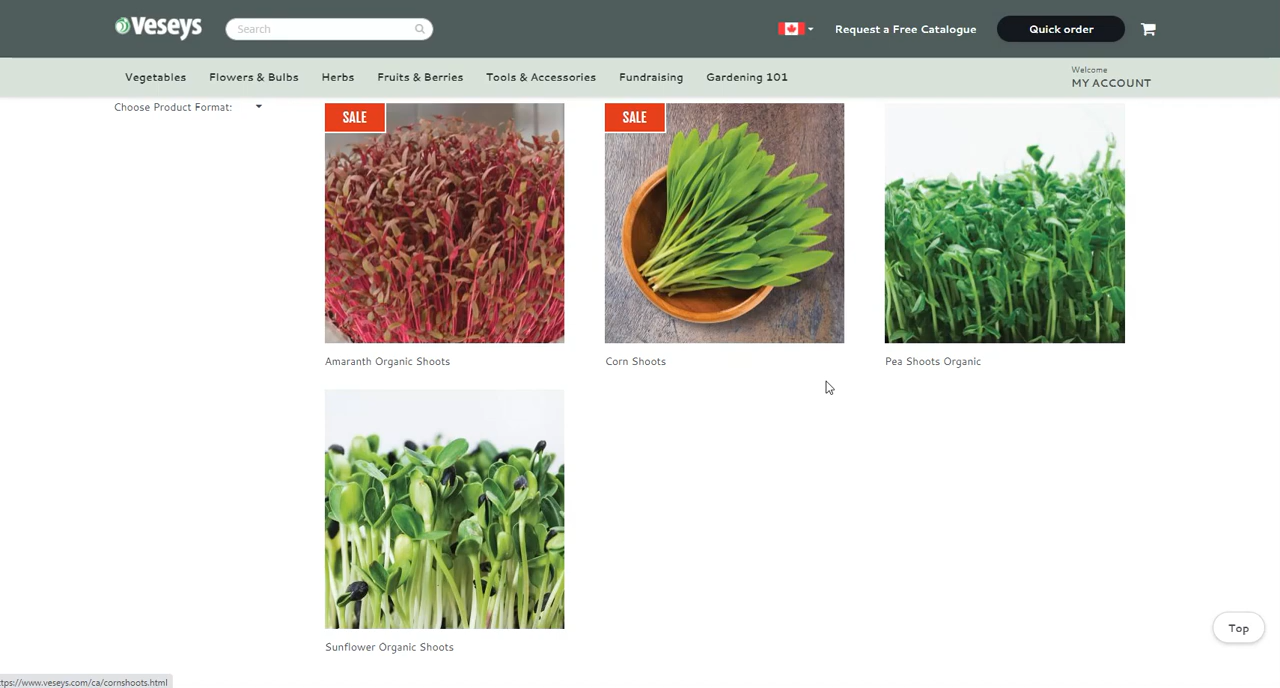 Veseys
Search
Request a Free Catalogue
Quick order
Vegetables
Flowers & Bulbs
Herbs
Fruits & Berries
Tools & Accessories
Fundraising
Gardening 101
Welcome
MY ACCOUNT
Choose Product Format:
SALE
SALE
Amaranth Organic Shoots
Corn Shoots
Pea Shoots Organic
Sunflower Organic Shoots
Top
ttps://www.veseys.com/ca/cornshoots.html